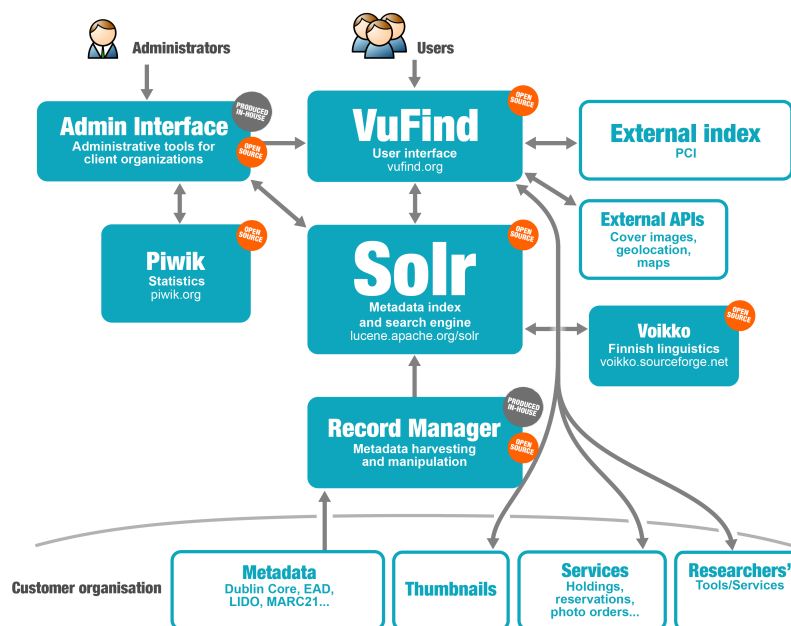 Administrators
Users
PRODUCED
IN-HOUSE
OPEN
SOURCE
Admin Interface
Administrative tools for
client organizations
OPEN
SOURCE
VuFind
User interface
vufind.org
External index
PCI
OPEN
SOURCE
Piwik
Statistics
piwik.org
OPEN
SOURCE
Solr
Metadata index
and search engine
lucene.apache.org/solr
External APIs
Cover images,
geolocation,
maps
OPEN
SOURCE
Voikko
Finnish linguistics
voikko.sourceforge.net
PRODUCED
IN-HOUSE
Record Manager
Metadata harvesting
and manipulation
OPEN
SOURCE
Customer organisation
Metadata
Dublin Core, EAD,
LIDO, MARC21...
Thumbnails
Services
Holdings,
reservations,
photo orders...
Researchers'
Tools/Services